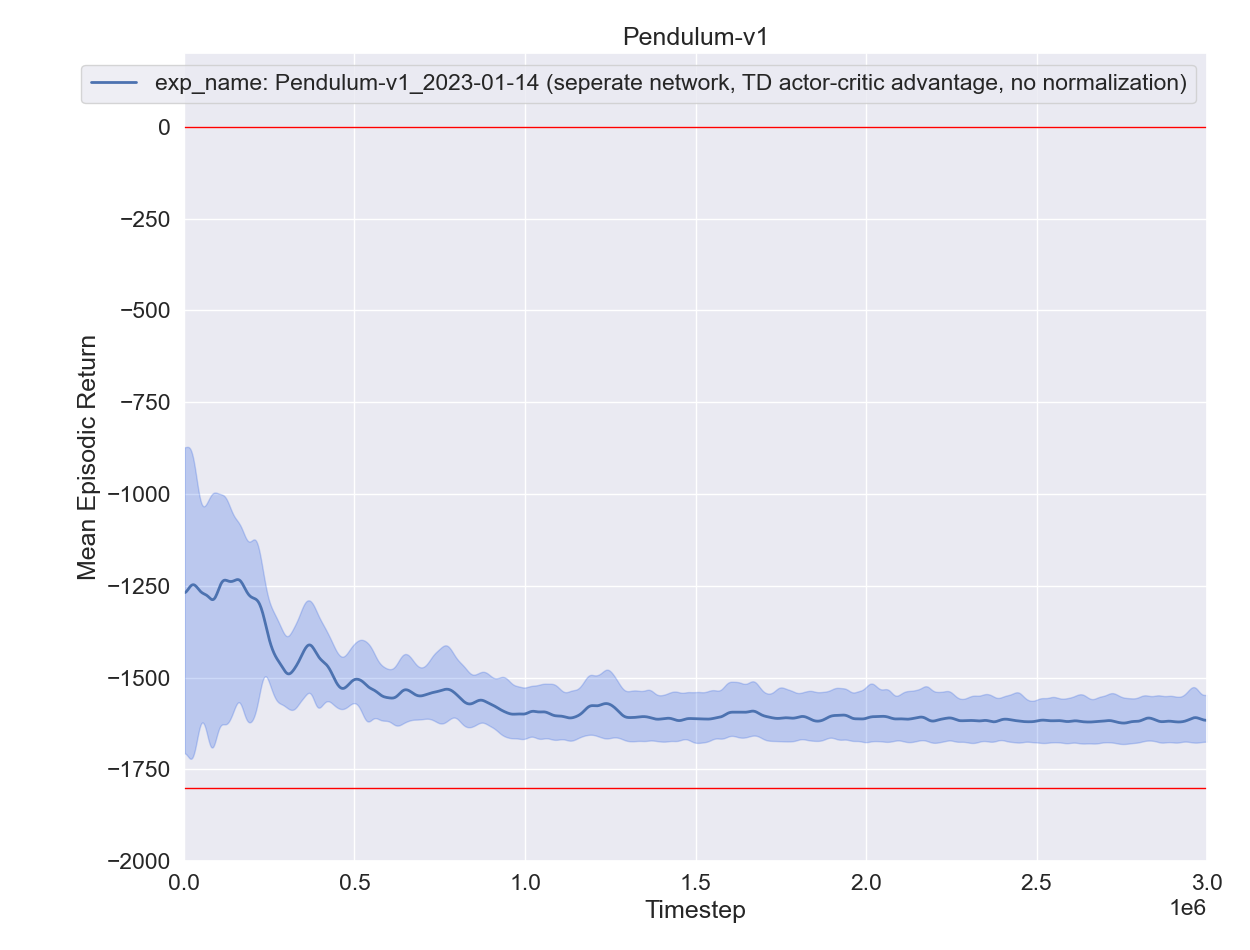 Pendulum-v1
exp_name: Pendulum-v1_2023-01-14 (seperate network, TD actor-critic advantage, no normalization)
0
−250
−500
−750
−1000
−1250
−1500
−1750
−2000
Mean Episodic Return
0.0 0.5 1.0 1.5 2.0 2.5 3.0
Timestep
1e6